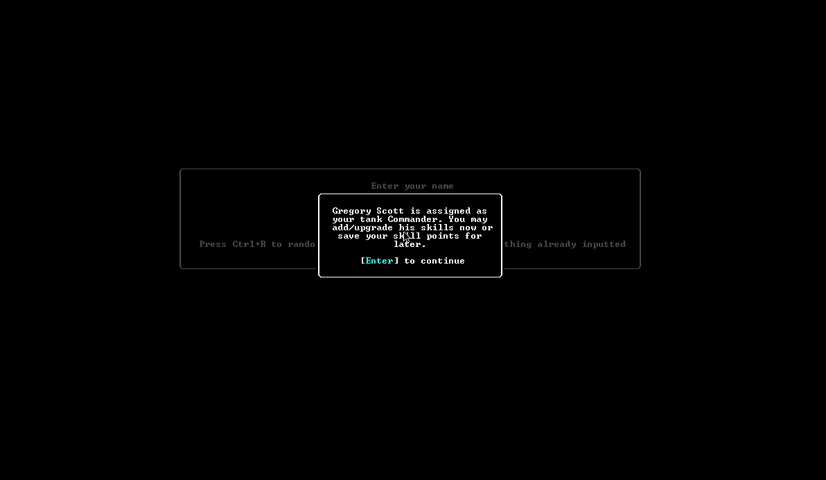 Enter your name
Gregory Scott is assigned as
your tank Commander. You may
add/upgrade his skills now or
save your skill points for
later.
Press Ctrl+R to rando
thing already inputted
[Enter] to continue